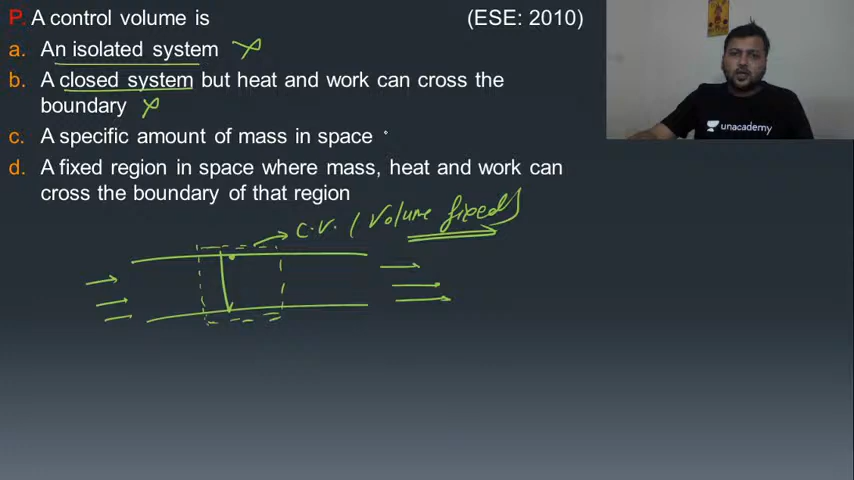 P. A control volume is (ESE: 2010)
a. An isolated system
b. A closed system but heat and work can cross the
boundary
c. A specific amount of mass in space
d. A fixed region in space where mass, heat and work can
cross the boundary of that region
C.V. (Volume fixed)
unacademy